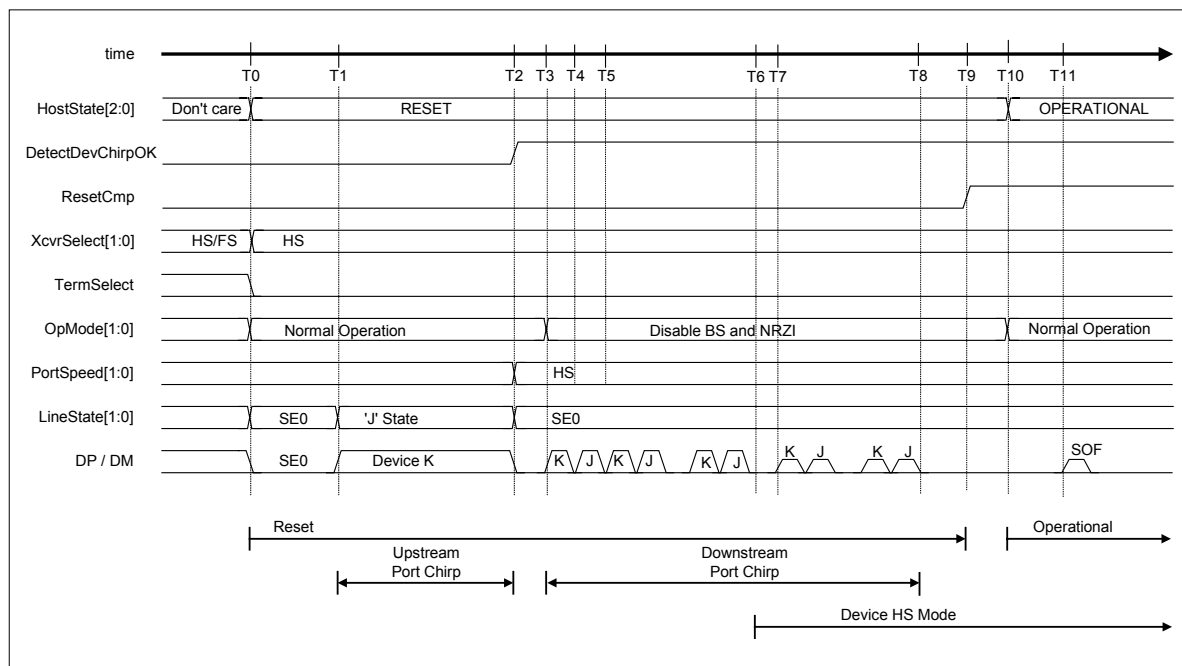 time
T0 T1 T2 T3 T4 T5 T6 T7 T8 T9 T10 T11
HostState[2:0] Don't care RESET OPERATIONAL
DetectDevChirpOK
ResetCmp
XcvrSelect[1:0] HS/FS HS
TermSelect
OpMode[1:0] Normal Operation Disable BS and NRZI Normal Operation
PortSpeed[1:0] HS
LineState[1:0] SE0 'J' State SE0
DP / DM SE0 Device K K J K J K J K J K J SOF
Reset Operational
Upstream Downstream
Port Chirp Port Chirp
Device HS Mode